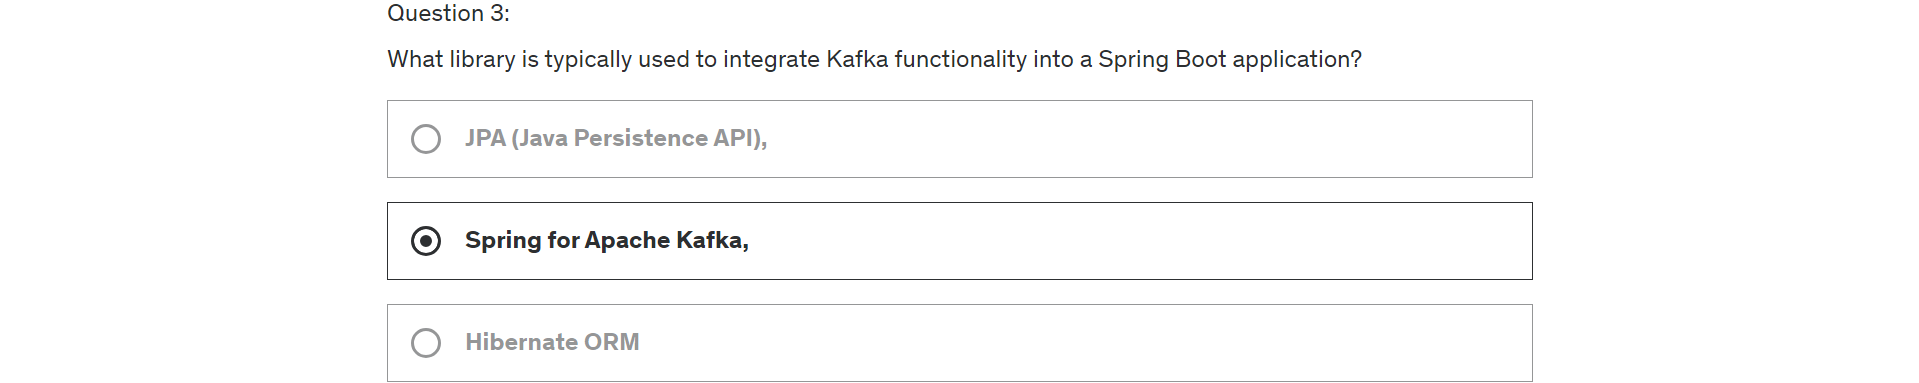 Question 3:
What library is typically used to integrate Kafka functionality into a Spring Boot application?
JPA (Java Persistence API),
Spring for Apache Kafka,
Hibernate ORM